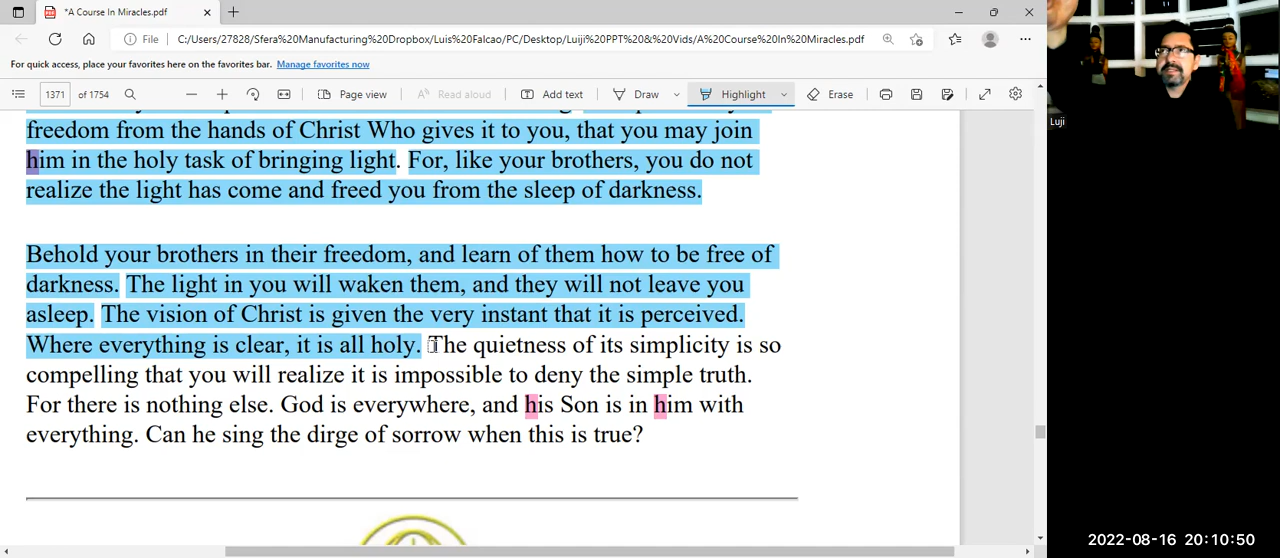 *A Course In Miracles.pdf
File
C:/Users/27828/Sfera%20Manufacturing%20Dropbox/Luis%20Falcao/PC/Desktop/Luiji%20PPT%20&%20Vids/A%20Course%20In%20Miracles.pdf
For quick access, place your favorites here on the favorites bar. Manage favorites now
1371 of 1754 Page view Read aloud Add text Draw Highlight Erase
Luji
freedom from the hands of Christ Who gives it to you, that you may join
him in the holy task of bringing light. For, like your brothers, you do not
realize the light has come and freed you from the sleep of darkness.
Behold your brothers in their freedom, and learn of them how to be free of
darkness. The light in you will waken them, and they will not leave you
asleep. The vision of Christ is given the very instant that it is perceived.
Where everything is clear, it is all holy. The quietness of its simplicity is so
compelling that you will realize it is impossible to deny the simple truth.
For there is nothing else. God is everywhere, and his Son is in him with
everything. Can he sing the dirge of sorrow when this is true?
2022-08-16 20:10:50